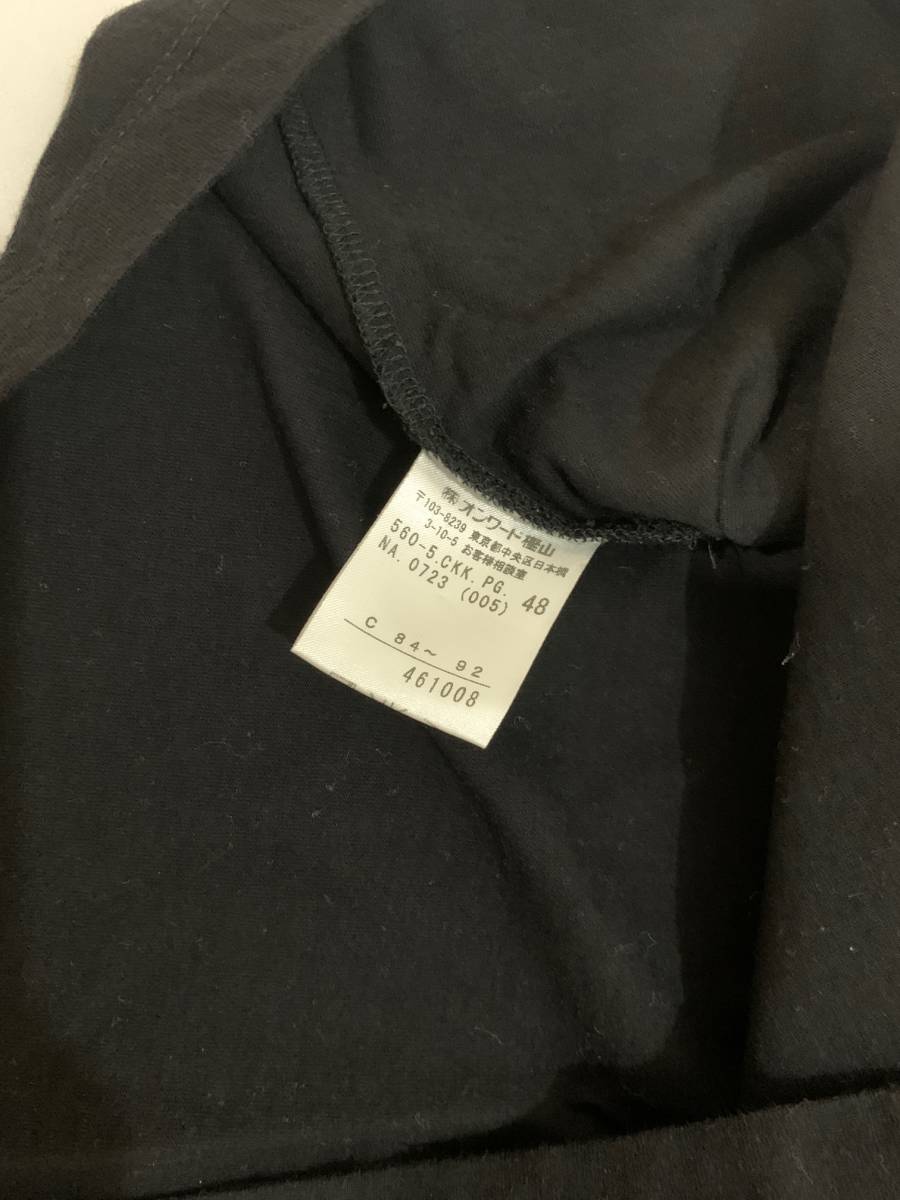 ㈱オンワード樫山
〒103-8239 東京都中央区日本橋
3-10-5 お客様相談室
560-5.CKK. PG. 48
NA. 0723 (005)
C 84~ 92
461008